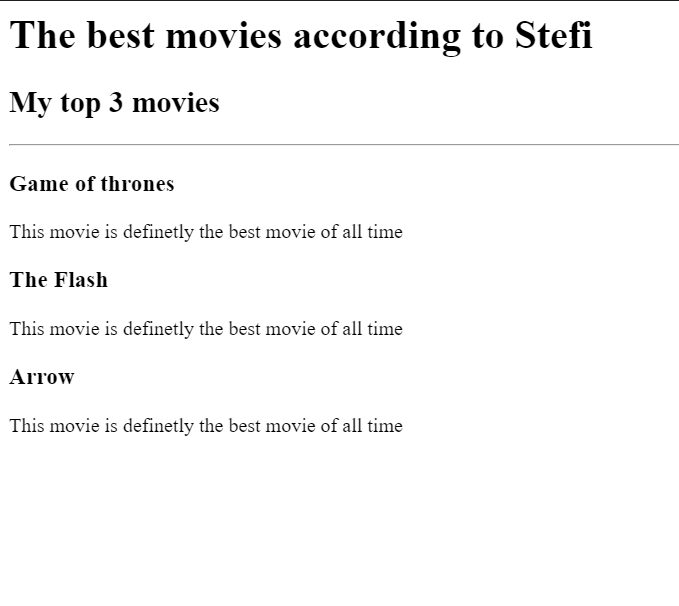 The best movies according to Stefi
My top 3 movies
Game of thrones
This movie is definetly the best movie of all time
The Flash
This movie is definetly the best movie of all time
Arrow
This movie is definetly the best movie of all time